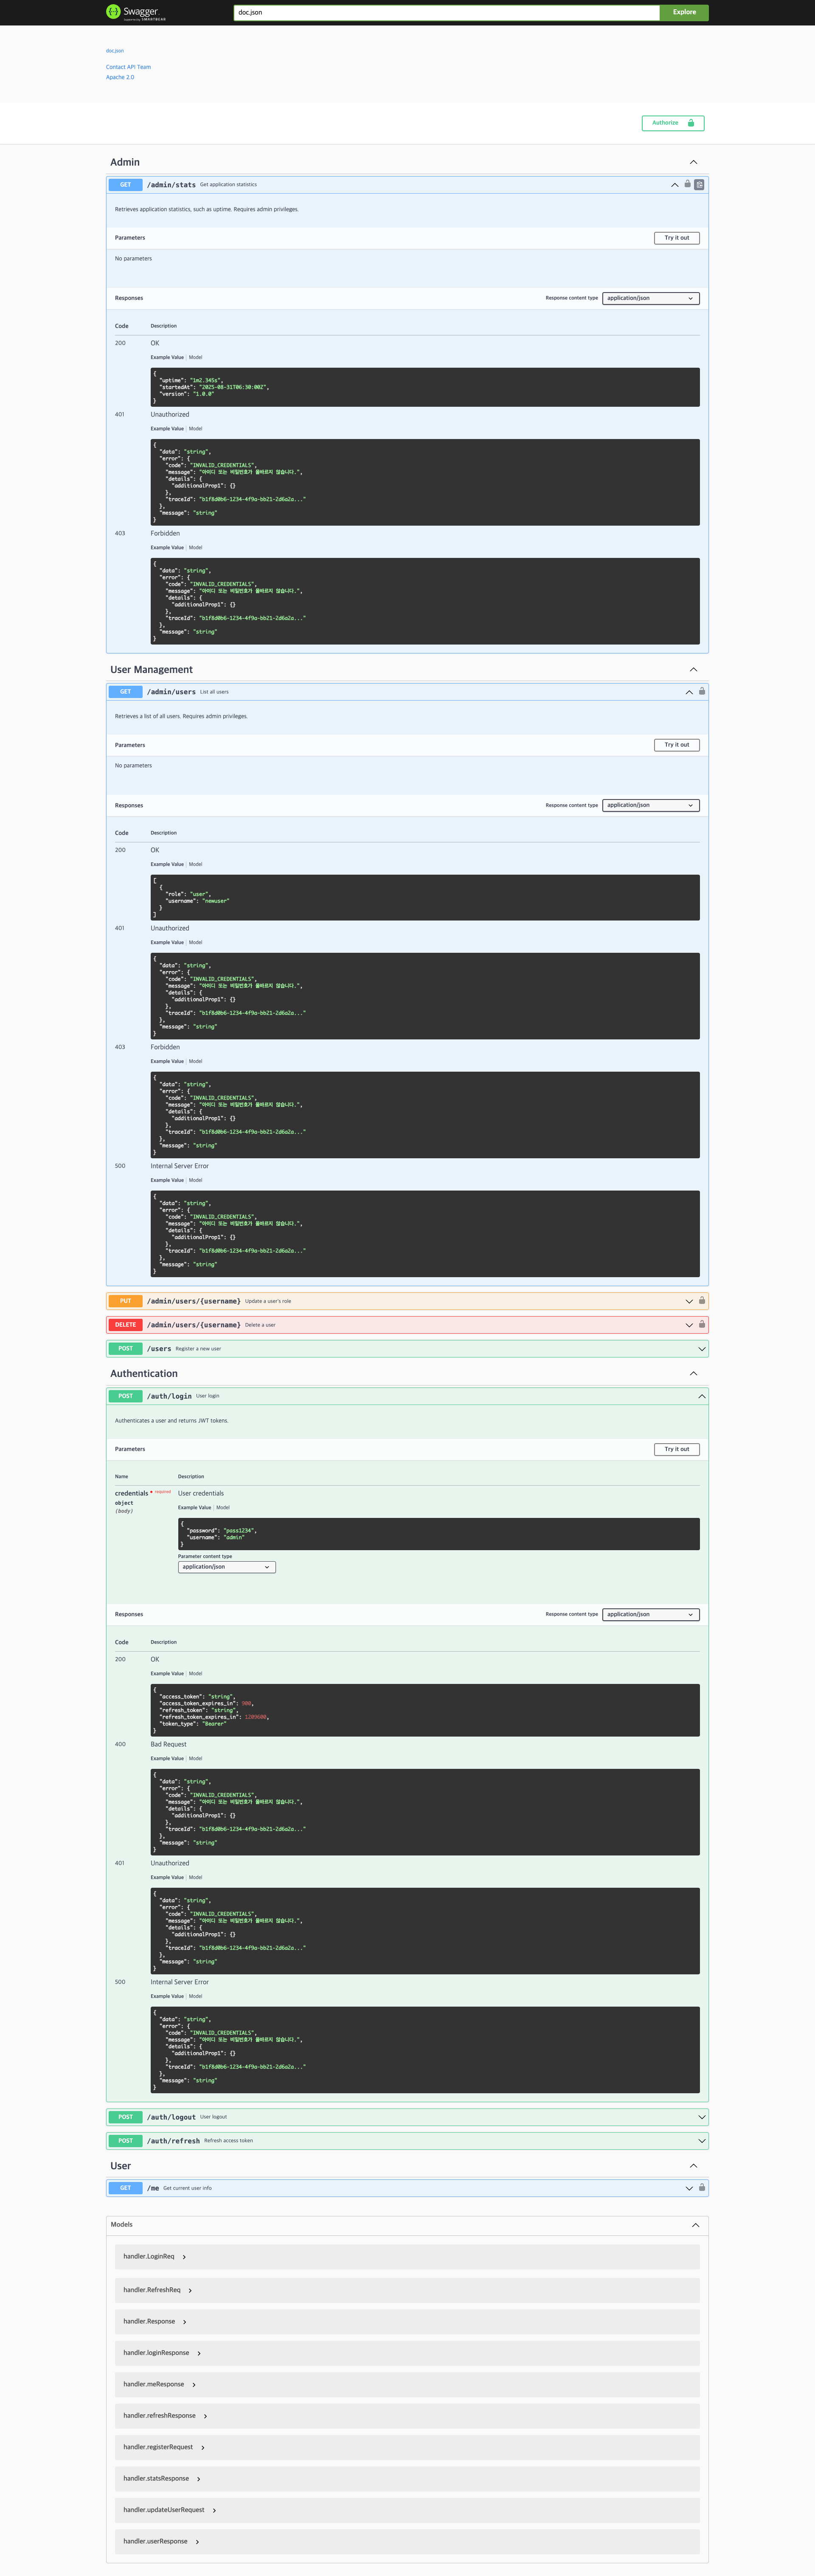 Swagger.
Supported by SMARTBEAR
doc.json
Explore
doc.json
Contact API Team
Apache 2.0
Authorize
Admin
GET /admin/stats Get application statistics
Retrieves application statistics, such as uptime. Requires admin privileges.
Parameters Try it out
No parameters
Responses Response content type application/json
Code Description
200 OK
Example Value | Model
{
"uptime": "1m2.345s",
"startedAt": "2025-08-31T06:30:00Z",
"version": "1.0.0"
}
401 Unauthorized
Example Value | Model
{
"data": "string",
"error": {
"code": "INVALID_CREDENTIALS",
"message": "아이디 또는 비밀번호가 올바르지 않습니다.",
"details": {
"additionalProp1": {}
},
"traceId": "b1f8d0b6-1234-4f9a-bb21-2d6a2a..."
},
"message": "string"
}
403 Forbidden
Example Value | Model
{
"data": "string",
"error": {
"code": "INVALID_CREDENTIALS",
"message": "아이디 또는 비밀번호가 올바르지 않습니다.",
"details": {
"additionalProp1": {}
},
"traceId": "b1f8d0b6-1234-4f9a-bb21-2d6a2a..."
},
"message": "string"
}
User Management
GET /admin/users List all users
Retrieves a list of all users. Requires admin privileges.
Parameters Try it out
No parameters
Responses Response content type application/json
Code Description
200 OK
Example Value | Model
[
{
"role": "user",
"username": "newuser"
}
]
401 Unauthorized
Example Value | Model
{
"data": "string",
"error": {
"code": "INVALID_CREDENTIALS",
"message": "아이디 또는 비밀번호가 올바르지 않습니다.",
"details": {
"additionalProp1": {}
},
"traceId": "b1f8d0b6-1234-4f9a-bb21-2d6a2a..."
},
"message": "string"
}
403 Forbidden
Example Value | Model
{
"data": "string",
"error": {
"code": "INVALID_CREDENTIALS",
"message": "아이디 또는 비밀번호가 올바르지 않습니다.",
"details": {
"additionalProp1": {}
},
"traceId": "b1f8d0b6-1234-4f9a-bb21-2d6a2a..."
},
"message": "string"
}
500 Internal Server Error
Example Value | Model
{
"data": "string",
"error": {
"code": "INVALID_CREDENTIALS",
"message": "아이디 또는 비밀번호가 올바르지 않습니다.",
"details": {
"additionalProp1": {}
},
"traceId": "b1f8d0b6-1234-4f9a-bb21-2d6a2a..."
},
"message": "string"
}
PUT /admin/users/{username} Update a user's role
DELETE /admin/users/{username} Delete a user
POST /users Register a new user
Authentication
POST /auth/login User login
Authenticates a user and returns JWT tokens.
Parameters Try it out
Name Description
credentials * required User credentials
object Example Value | Model
(body)
{
"password": "pass1234",
"username": "admin"
}
Parameter content type
application/json
Responses Response content type application/json
Code Description
200 OK
Example Value | Model
{
"access_token": "string",
"access_token_expires_in": 900,
"refresh_token": "string",
"refresh_token_expires_in": 1209600,
"token_type": "Bearer"
}
400 Bad Request
Example Value | Model
{
"data": "string",
"error": {
"code": "INVALID_CREDENTIALS",
"message": "아이디 또는 비밀번호가 올바르지 않습니다.",
"details": {
"additionalProp1": {}
},
"traceId": "b1f8d0b6-1234-4f9a-bb21-2d6a2a..."
},
"message": "string"
}
401 Unauthorized
Example Value | Model
{
"data": "string",
"error": {
"code": "INVALID_CREDENTIALS",
"message": "아이디 또는 비밀번호가 올바르지 않습니다.",
"details": {
"additionalProp1": {}
},
"traceId": "b1f8d0b6-1234-4f9a-bb21-2d6a2a..."
},
"message": "string"
}
500 Internal Server Error
Example Value | Model
{
"data": "string",
"error": {
"code": "INVALID_CREDENTIALS",
"message": "아이디 또는 비밀번호가 올바르지 않습니다.",
"details": {
"additionalProp1": {}
},
"traceId": "b1f8d0b6-1234-4f9a-bb21-2d6a2a..."
},
"message": "string"
}
POST /auth/logout User logout
POST /auth/refresh Refresh access token
User
GET /me Get current user info
Models
handler.LoginReq
handler.RefreshReq
handler.Response
handler.loginResponse
handler.meResponse
handler.refreshResponse
handler.registerRequest
handler.statsResponse
handler.updateUserRequest
handler.userResponse